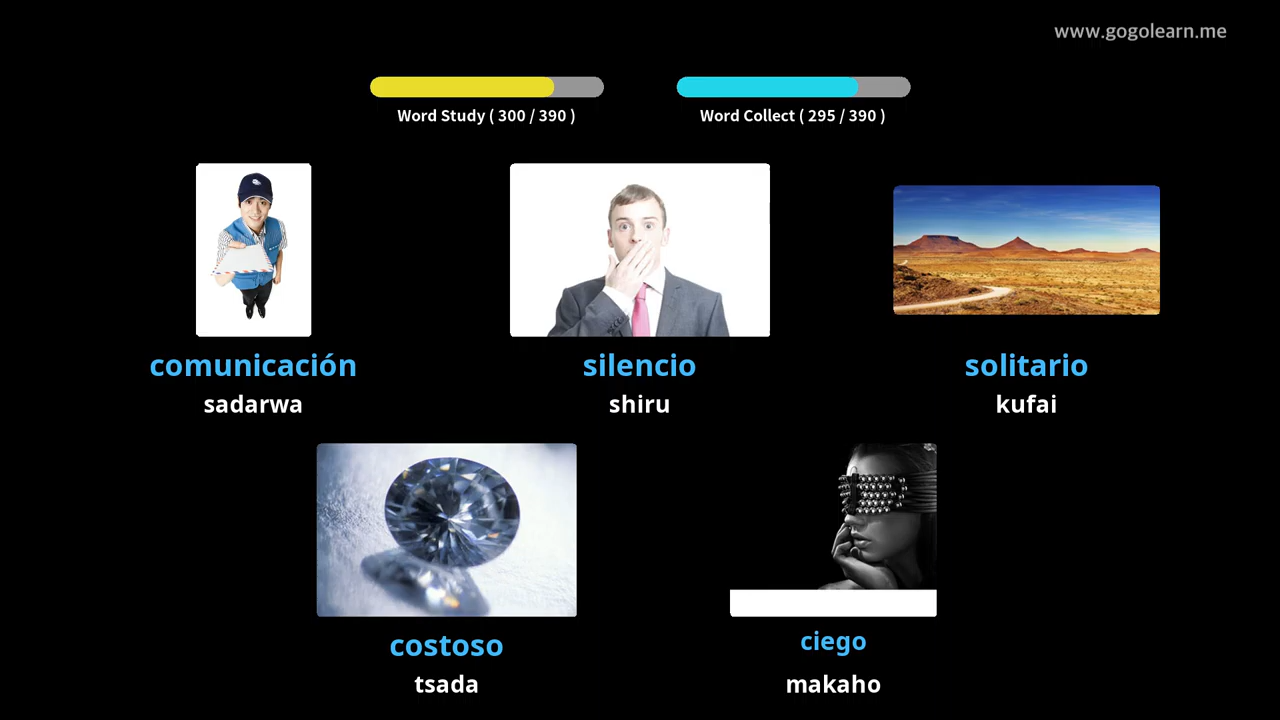 www.gogolearn.me
Word Study ( 300 / 390 )
Word Collect ( 295 / 390 )
comunicación
sadarwa
silencio
shiru
solitario
kufai
costoso
tsada
ciego
makaho